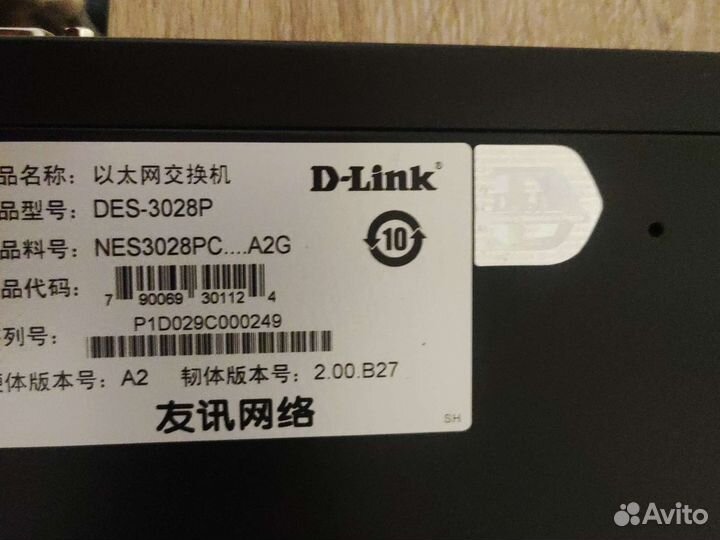 品名称: 以太网交换机
D-Link®
品型号: DES-3028P
品料号: NES3028PC....A2G
10
品代码:
7 90069 30112 4
列号: P1D029C000249
体版本号: A2 韧体版本号: 2.00.B27
友讯网络
SH
Avito